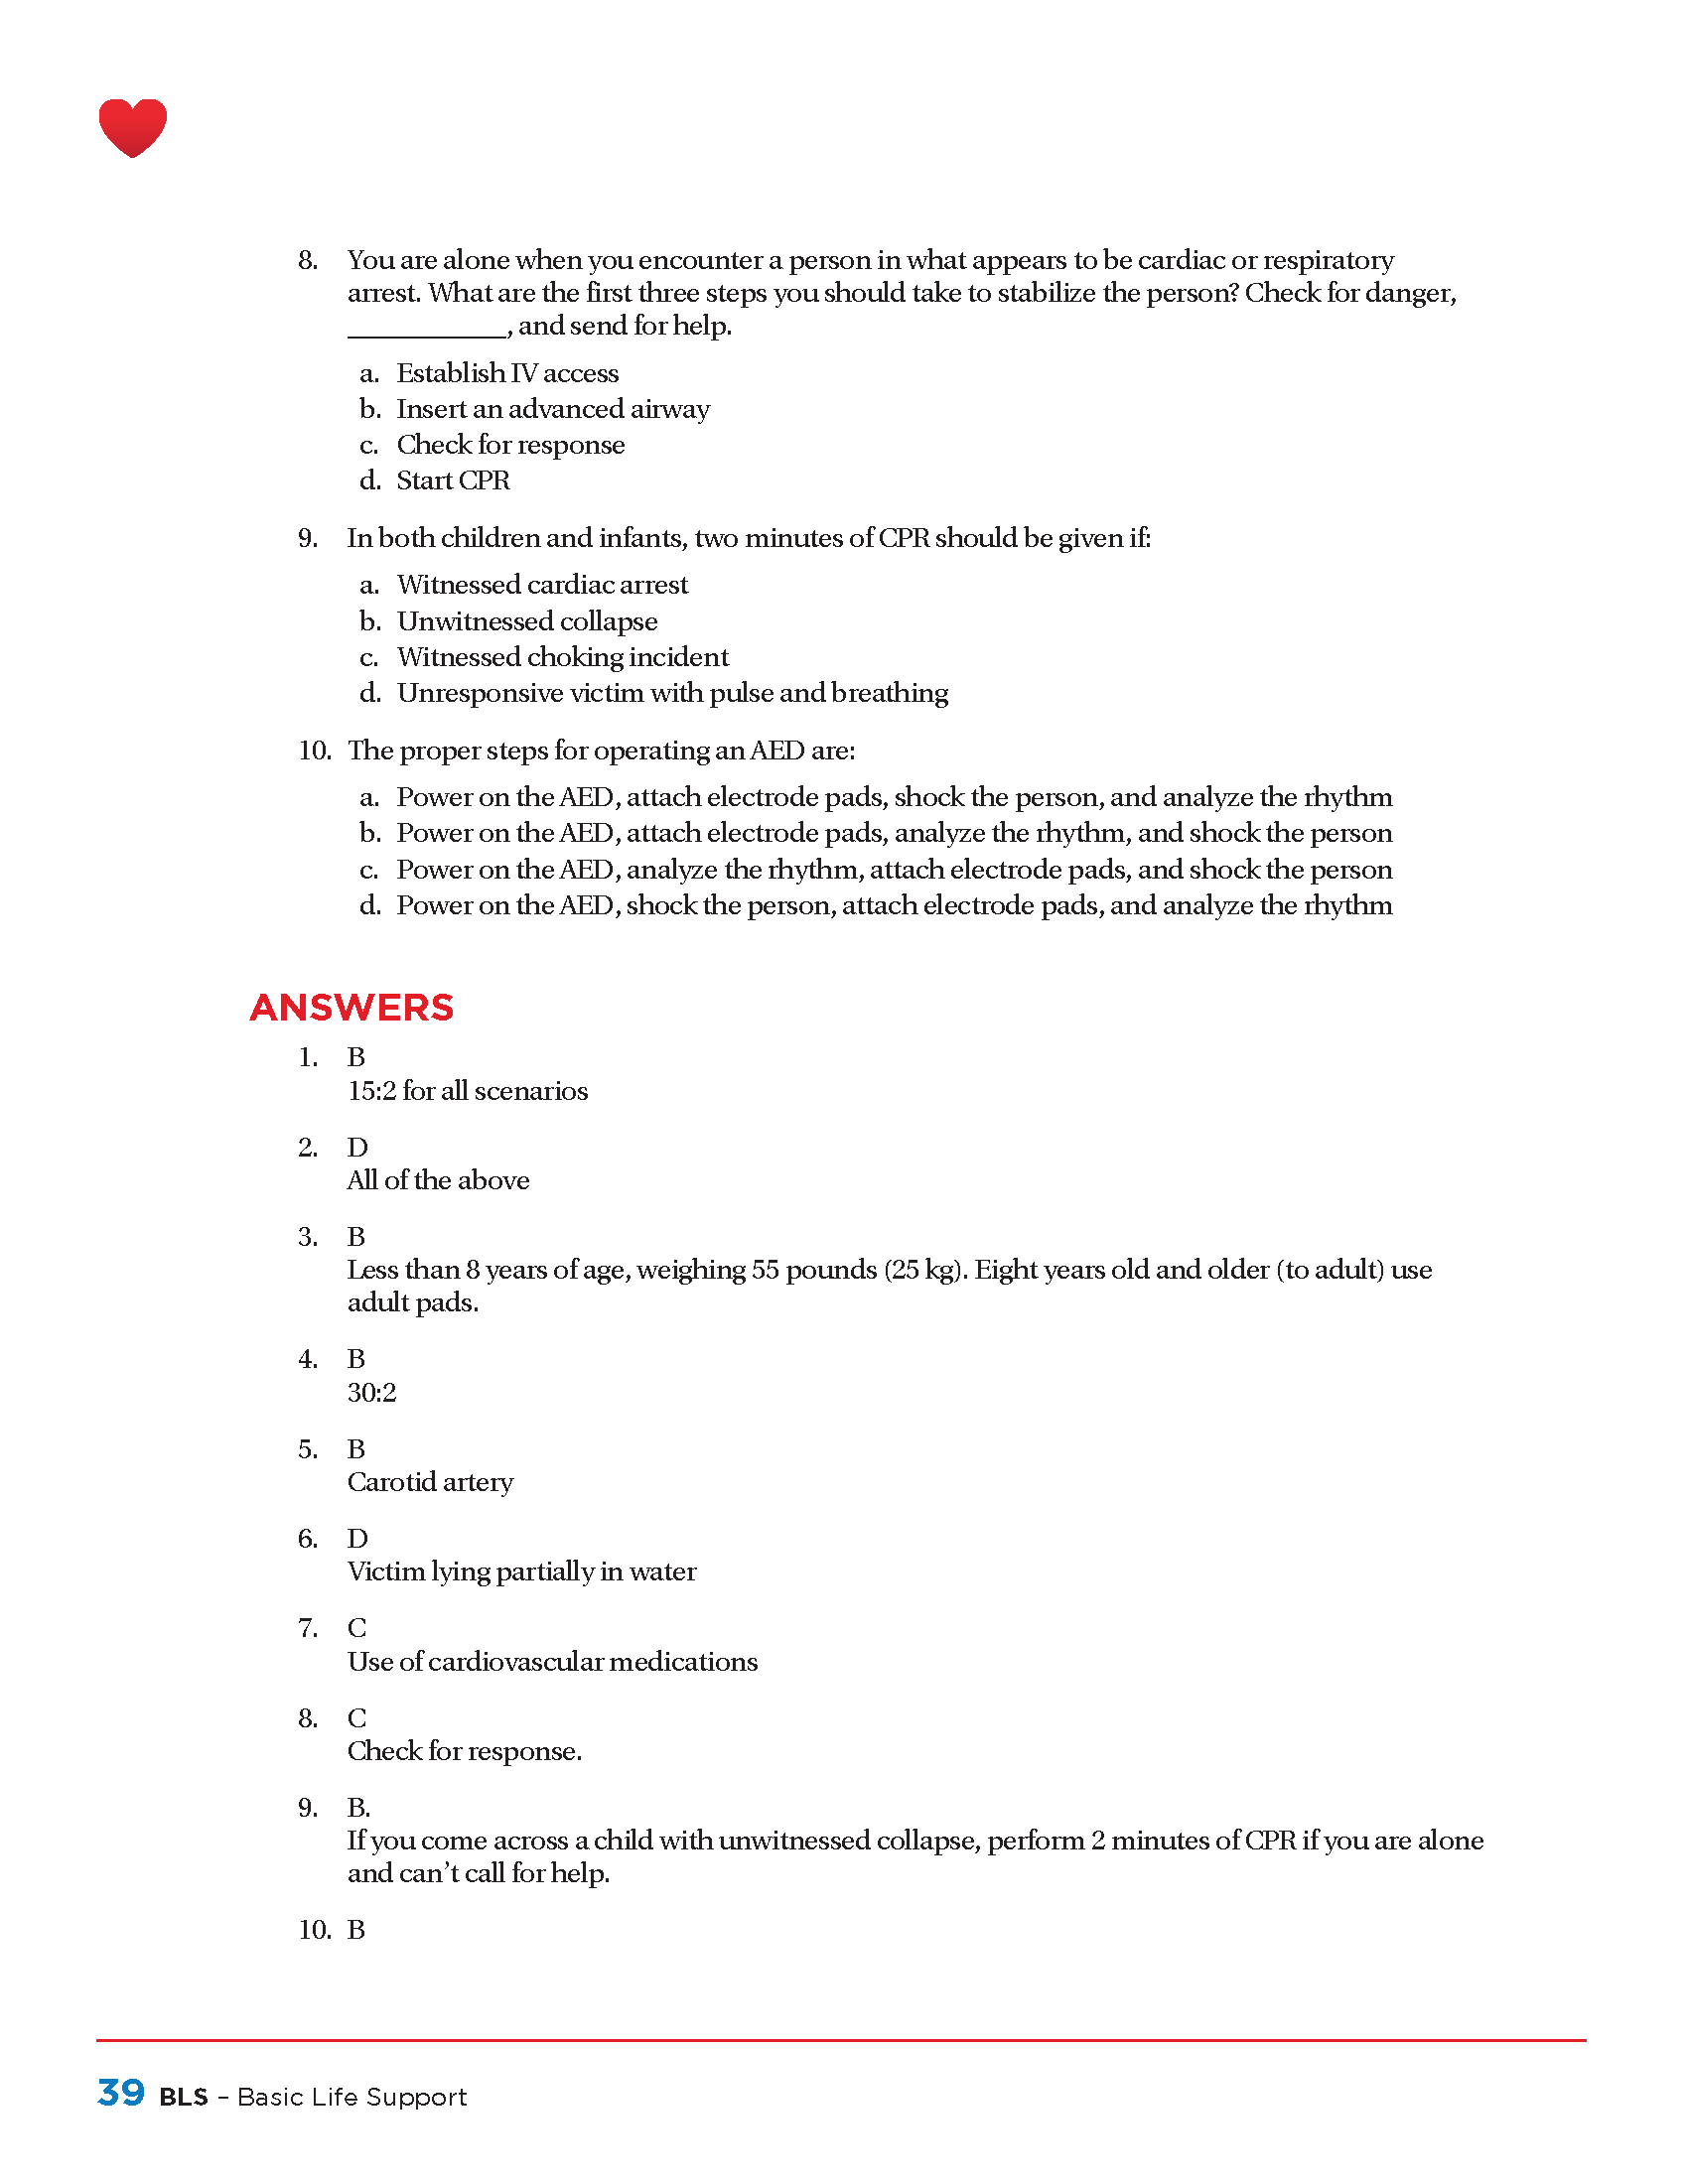 8. You are alone when you encounter a person in what appears to be cardiac or respiratory
arrest. What are the first three steps you should take to stabilize the person? Check for danger,
____________, and send for help.
a. Establish IV access
b. Insert an advanced airway
c. Check for response
d. Start CPR
9. In both children and infants, two minutes of CPR should be given if:
a. Witnessed cardiac arrest
b. Unwitnessed collapse
c. Witnessed choking incident
d. Unresponsive victim with pulse and breathing
10. The proper steps for operating an AED are:
a. Power on the AED, attach electrode pads, shock the person, and analyze the rhythm
b. Power on the AED, attach electrode pads, analyze the rhythm, and shock the person
c. Power on the AED, analyze the rhythm, attach electrode pads, and shock the person
d. Power on the AED, shock the person, attach electrode pads, and analyze the rhythm
ANSWERS
1. B
15:2 for all scenarios
2. D
All of the above
3. B
Less than 8 years of age, weighing 55 pounds (25 kg). Eight years old and older (to adult) use
adult pads.
4. B
30:2
5. B
Carotid artery
6. D
Victim lying partially in water
7. C
Use of cardiovascular medications
8. C
Check for response.
9. B.
If you come across a child with unwitnessed collapse, perform 2 minutes of CPR if you are alone
and can’t call for help.
10. B
39 BLS – Basic Life Support